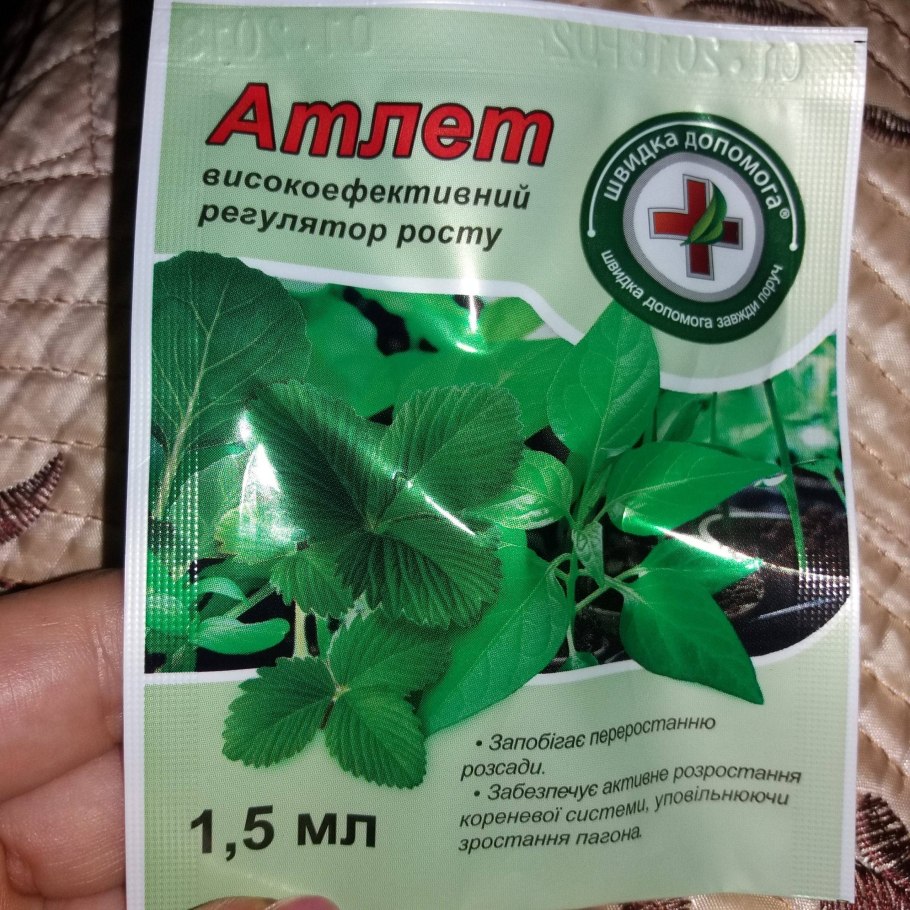 Атлет
високоефективний
регулятор росту
швидка допомога®
швидка допомога завжди поруч
• Запобігає переростанню
розсади.
• Забезпечує активне розростання
кореневої системи, уповільнюючи
зростання пагона.
1,5 мл